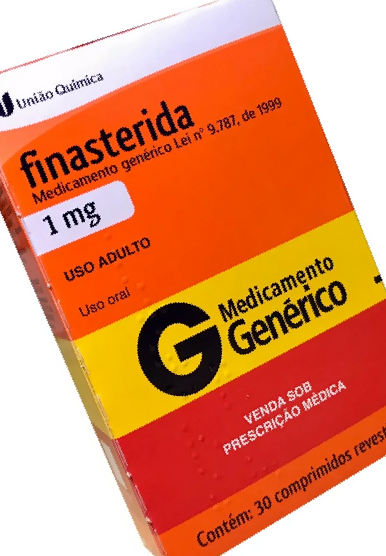 União Química
finasterida
Medicamento genérico Lei nº 9.787, de 1999
1 mg
USO ADULTO
Uso oral
G Medicamento
Genérico
VENDA SOB
PRESCRIÇÃO MÉDICA
Contém: 30 comprimidos revest